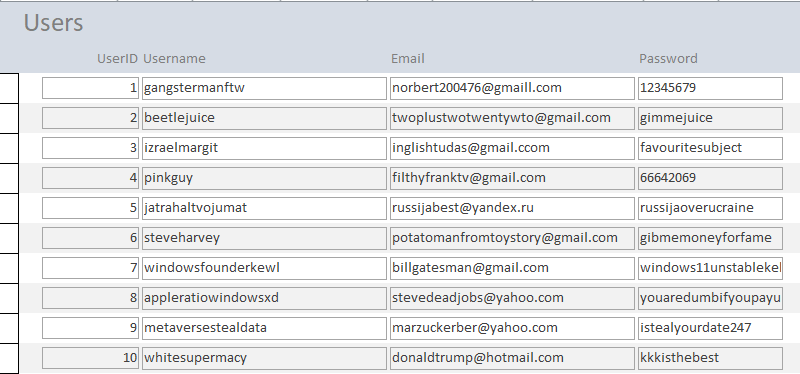 Users
UserID Username Email Password
1 gangstermanftw norbert200476@gmaill.com 12345679
2 beetlejuice twoplustwotwentywto@gmail.com gimmejuice
3 izraelmargit inglishtudas@gmail.ccom favouritesubject
4 pinkguy filthyfranktv@gmail.com 66642069
5 jatrahaltvojumat russijabest@yandex.ru russijaoverucraine
6 steveharvey potatomanfromtoystory@gmail.com gibmemoneyforfame
7 windowsfounderkewl billgatesman@gmail.com windows11unstablekel
8 appleratiowindowsxd stevedeadjobs@yahoo.com youaredumbifyoupayu
9 metaversestealdata marzuckerber@yahoo.com istealyourdate247
10 whitesupermacy donaldtrump@hotmail.com kkkisthebest